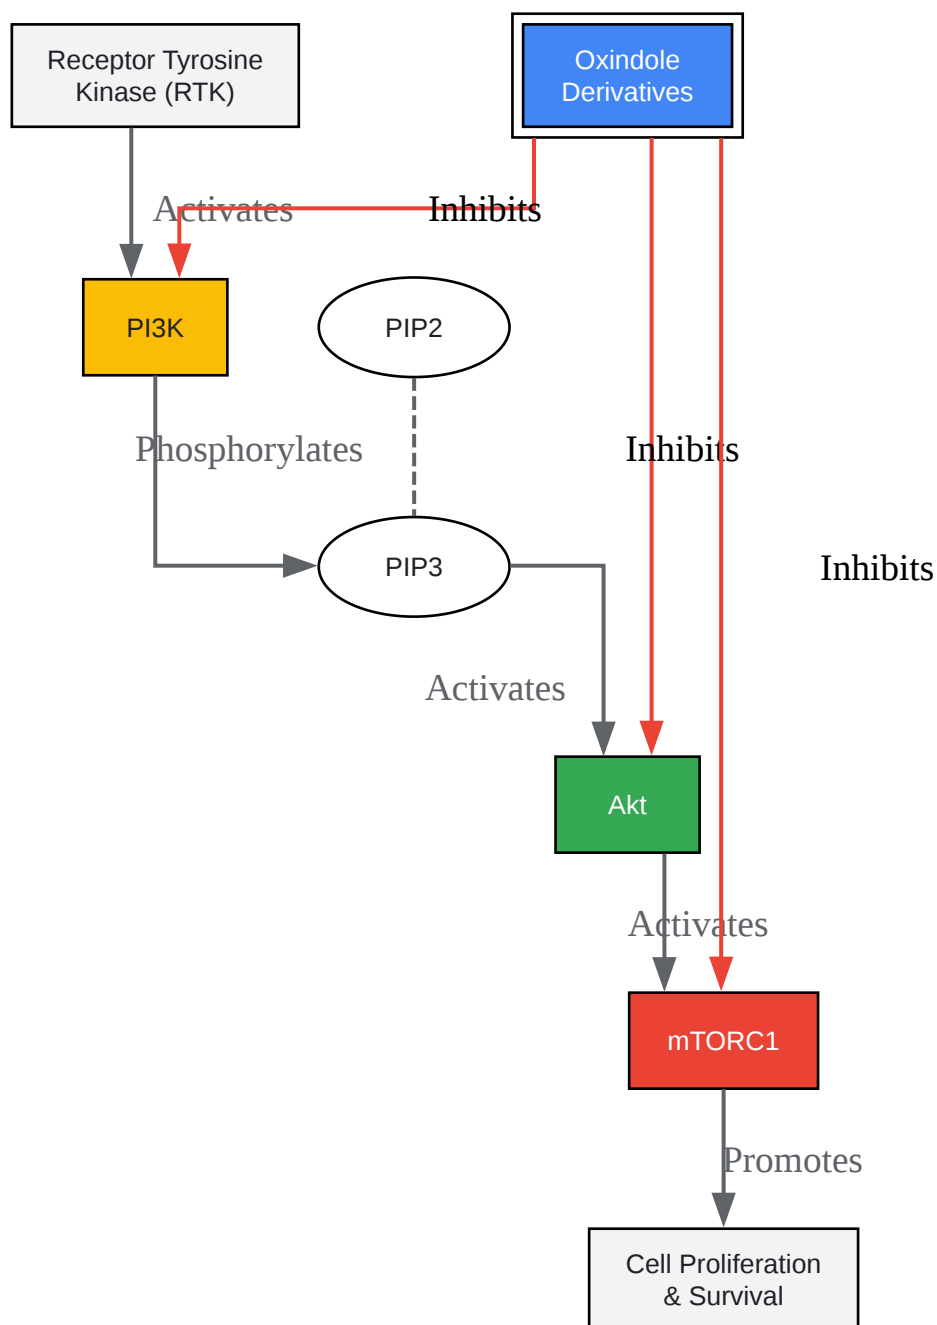 Receptor Tyrosine
Kinase (RTK)
Oxindole
Derivatives
Activates
Inhibits
PI3K
PIP2
Phosphorylates
Inhibits
PIP3
Inhibits
Activates
Akt
Activates
mTORC1
Promotes
Cell Proliferation
& Survival